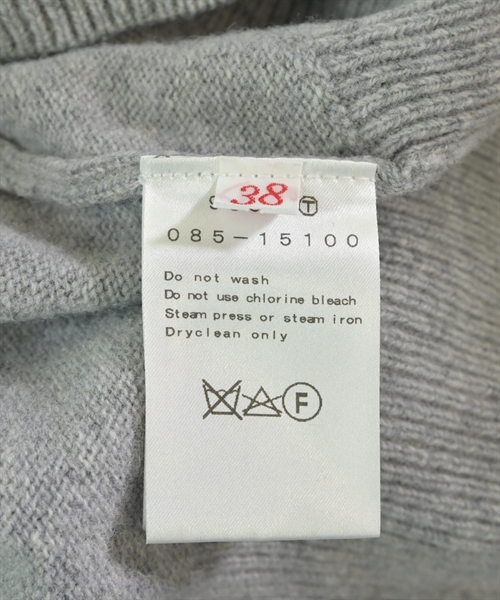 38
T
085-15100
Do not wash
Do not use chlorine bleach
Steam press or steam iron
Dryclean only
F